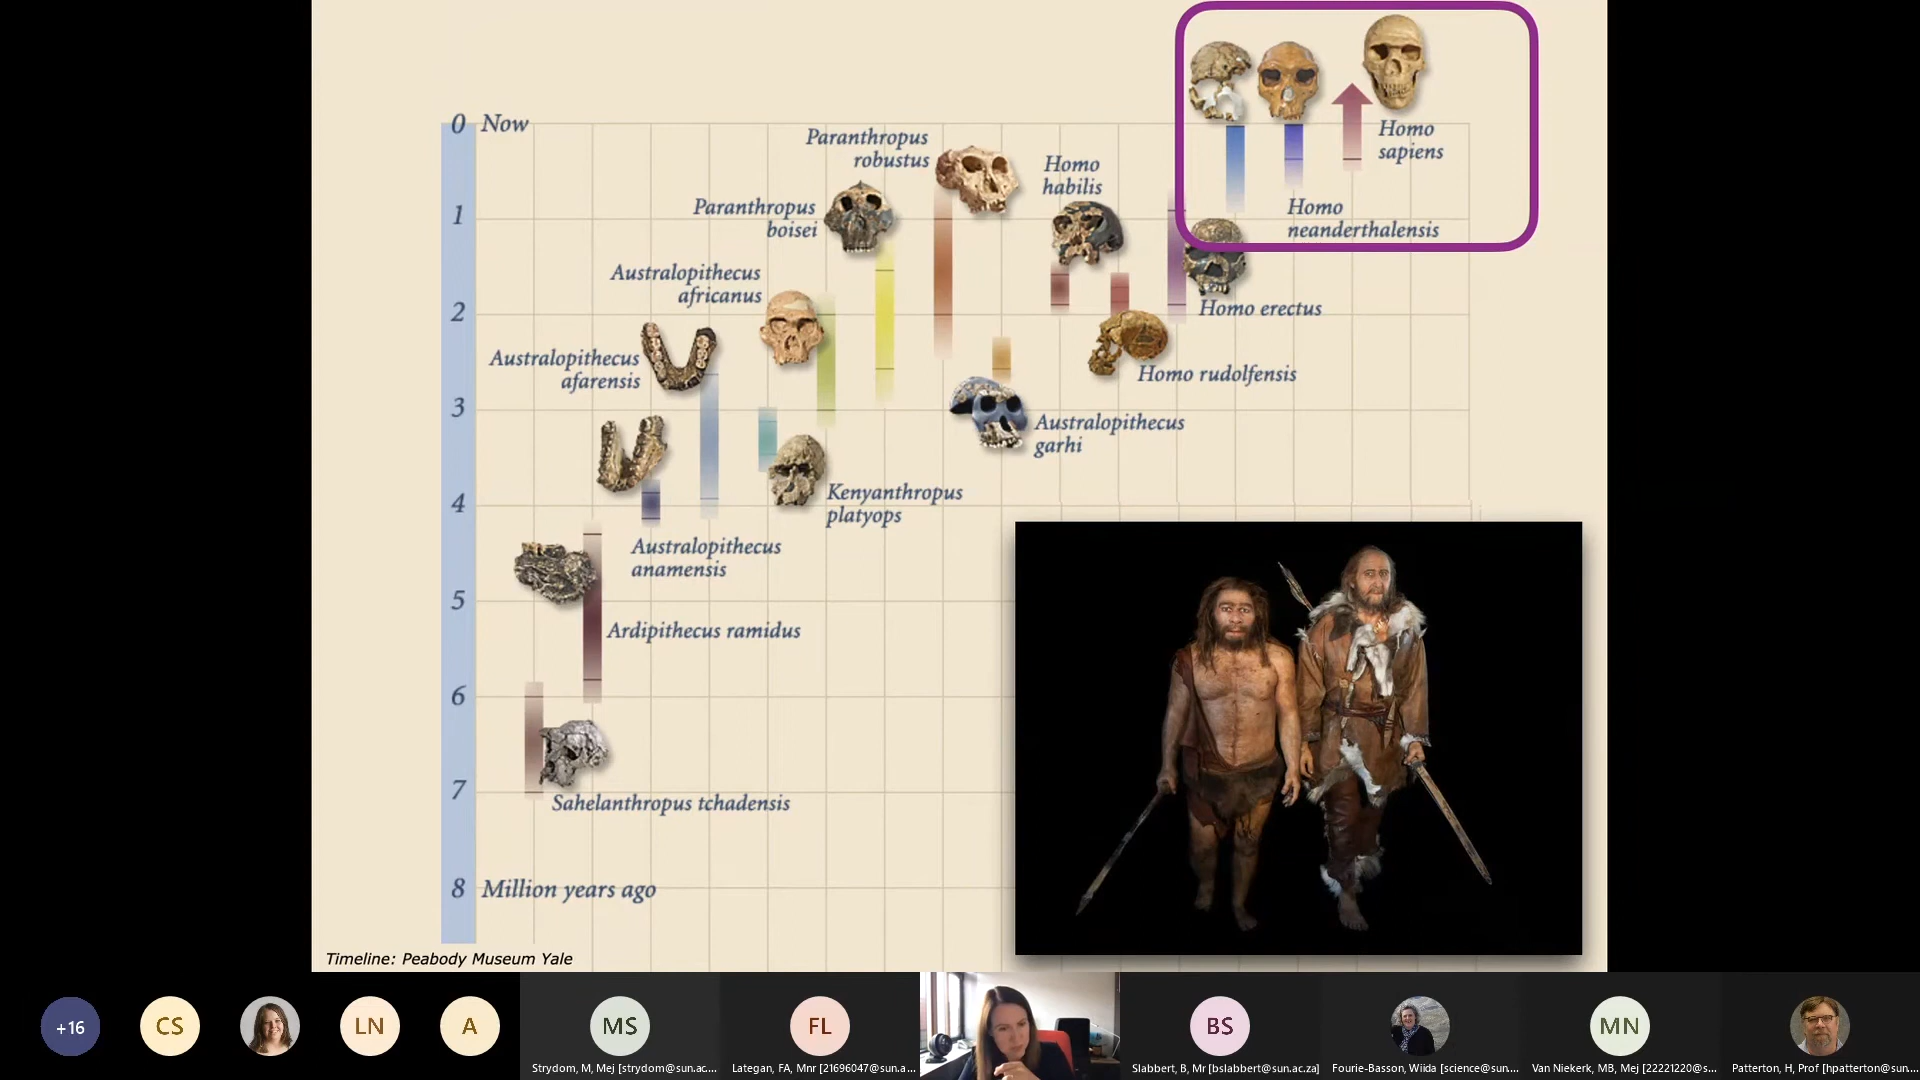 0 Now
Paranthropus
robustus
Homo
sapiens
Homo
habilis
Paranthropus
boisei
1
Homo
neanderthalensis
Australopithecus
africanus
2
Homo erectus
Australopithecus
afarensis
Homo rudolfensis
3
Australopithecus
garhi
Kenyanthropus
platyops
4
Australopithecus
anamensis
5
Ardipithecus ramidus
6
7
Sahelanthropus tchadensis
8 Million years ago
Timeline: Peabody Museum Yale
+16
CS
LN
A
MS
FL
BS
MN
Strydom, M, Mej [strydom@sun.ac....
Lategan, FA, Mnr [21696047@sun.a...
Slabbert, B, Mr [bslabbert@sun.ac.za]
Fourie-Basson, Wiida [science@sun....
Van Niekerk, MB, Mej [22221220@s...
Patterton, H, Prof [hpatterton@sun....